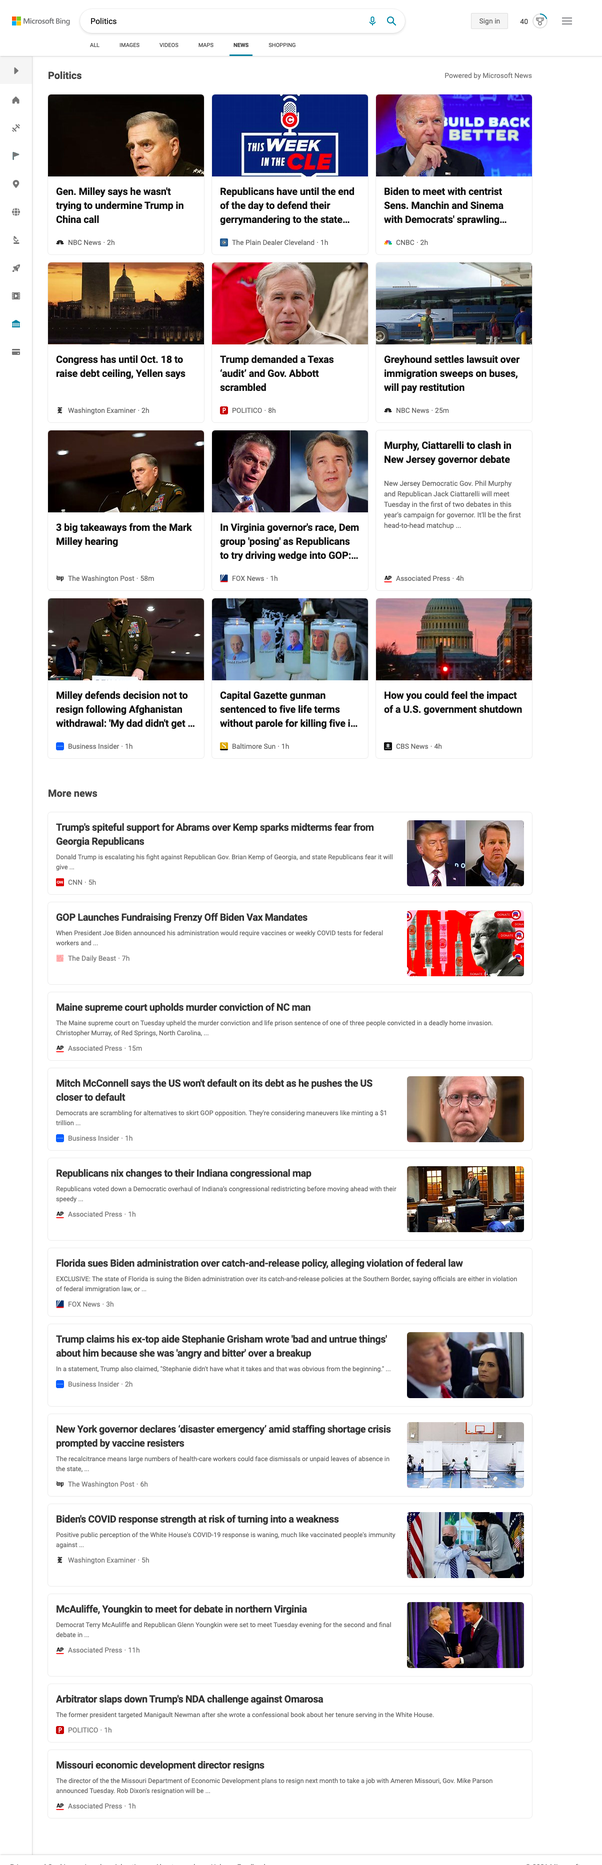 Microsoft Bing
Politics
Sign in
40
ALL
IMAGES
VIDEOS
MAPS
NEWS
SHOPPING
Politics
Powered by Microsoft News
THIS WEEK
IN THE CLE
BUILD BACK
BETTER
Gen. Milley says he wasn't
trying to undermine Trump in
China call
NBC News · 2h
Republicans have until the end
of the day to defend their
gerrymandering to the state...
The Plain Dealer Cleveland · 1h
Biden to meet with centrist
Sens. Manchin and Sinema
with Democrats' sprawling...
CNBC · 2h
Congress has until Oct. 18 to
raise debt ceiling, Yellen says
Washington Examiner · 2h
Trump demanded a Texas
'audit' and Gov. Abbott
scrambled
POLITICO · 8h
Greyhound settles lawsuit over
immigration sweeps on buses,
will pay restitution
NBC News · 25m
3 big takeaways from the Mark
Milley hearing
The Washington Post · 58m
In Virginia governor's race, Dem
group 'posing' as Republicans
to try driving wedge into GOP:...
FOX News · 1h
Murphy, Ciattarelli to clash in
New Jersey governor debate
New Jersey Democratic Gov. Phil Murphy
and Republican Jack Ciattarelli will meet
Tuesday in the first of two debates in this
year's campaign for governor. It'll be the first
head-to-head matchup ...
AP Associated Press · 4h
Milley defends decision not to
resign following Afghanistan
withdrawal: 'My dad didn't get ...
Business Insider · 1h
Capital Gazette gunman
sentenced to five life terms
without parole for killing five i...
Baltimore Sun · 1h
How you could feel the impact
of a U.S. government shutdown
CBS News · 4h
More news
Trump's spiteful support for Abrams over Kemp sparks midterms fear from
Georgia Republicans
Donald Trump is escalating his fight against Republican Gov. Brian Kemp of Georgia, and state Republicans fear it will
give ...
CNN · 5h
GOP Launches Fundraising Frenzy Off Biden Vax Mandates
When President Joe Biden announced his administration would require vaccines or weekly COVID tests for federal
workers and ...
The Daily Beast · 7h
Maine supreme court upholds murder conviction of NC man
The Maine supreme court on Tuesday upheld the murder conviction and life prison sentence of one of three people convicted in a deadly home invasion.
Christopher Murray, of Red Springs, North Carolina, ...
AP Associated Press · 15m
Mitch McConnell says the US won't default on its debt as he pushes the US
closer to default
Democrats are scrambling for alternatives to skirt GOP opposition. They're considering maneuvers like minting a $1
trillion ...
Business Insider · 1h
Republicans nix changes to their Indiana congressional map
Republicans voted down a Democratic overhaul of Indiana's congressional redistricting before moving ahead with their
speedy ...
AP Associated Press · 1h
Florida sues Biden administration over catch-and-release policy, alleging violation of federal law
EXCLUSIVE: The state of Florida is suing the Biden administration over its catch-and-release policies at the Southern Border, saying officials are either in violation
of federal immigration law, or ...
FOX News · 3h
Trump claims his ex-top aide Stephanie Grisham wrote 'bad and untrue things'
about him because she was 'angry and bitter' over a breakup
In a statement, Trump also claimed, "Stephanie didn't have what it takes and that was obvious from the beginning." ...
Business Insider · 2h
New York governor declares 'disaster emergency' amid staffing shortage crisis
prompted by vaccine resisters
The recalcitrance means large numbers of health-care workers could face dismissals or unpaid leaves of absence in
the state, ...
The Washington Post · 6h
Biden's COVID response strength at risk of turning into a weakness
Positive public perception of the White House's COVID-19 response is waning, much like vaccinated people's immunity
against ...
Washington Examiner · 5h
McAuliffe, Youngkin to meet for debate in northern Virginia
Democrat Terry McAuliffe and Republican Glenn Youngkin were set to meet Tuesday evening for the second and final
debate in ...
AP Associated Press · 11h
Arbitrator slaps down Trump's NDA challenge against Omarosa
The former president targeted Manigault Newman after she wrote a confessional book about her tenure serving in the White House.
POLITICO · 1h
Missouri economic development director resigns
The director of the the Missouri Department of Economic Development plans to resign next month to take a job with Ameren Missouri, Gov. Mike Parson
announced Tuesday. Rob Dixon's resignation will be ...
AP Associated Press · 1h